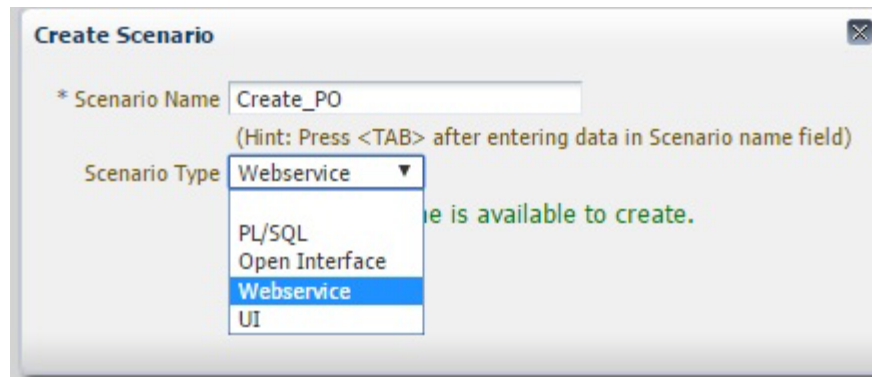 Create Scenario
* Scenario Name Create_PO
(Hint: Press <TAB> after entering data in Scenario name field)
Scenario Type Webservice
is available to create.
PL/SQL
Open Interface
Webservice
UI